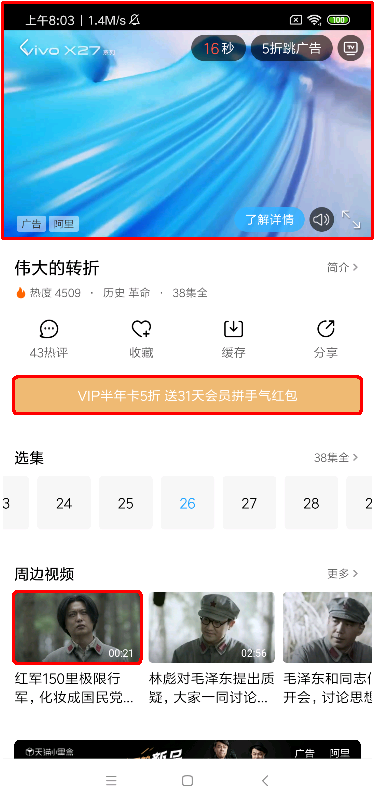 上午8:03 | 1.4M/s
100
vivo X27 系列
16 秒
5折跳广告
TV
广告
阿里
了解详情
伟大的转折
简介 >
热度 4509 · 历史 革命 · 38集全
43热评
收藏
缓存
分享
VIP半年卡5折 送31天会员拼手气红包
选集
38集全 >
3
24
25
26
27
28
2
周边视频
更多 >
00:21
02:56
红军150里极限行
军，化妆成国民党...
林彪对毛泽东提出质
疑，大家一同讨论...
毛泽东和同志们
开会，讨论思想
天猫小黑盒
广告
阿里